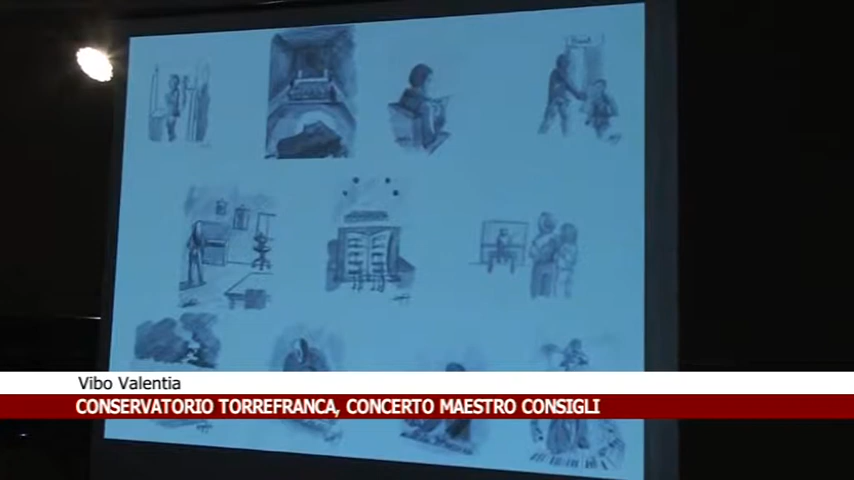 Vibo Valentia
CONSERVATORIO TORREFRANCA, CONCERTO MAESTRO CONSIGLI